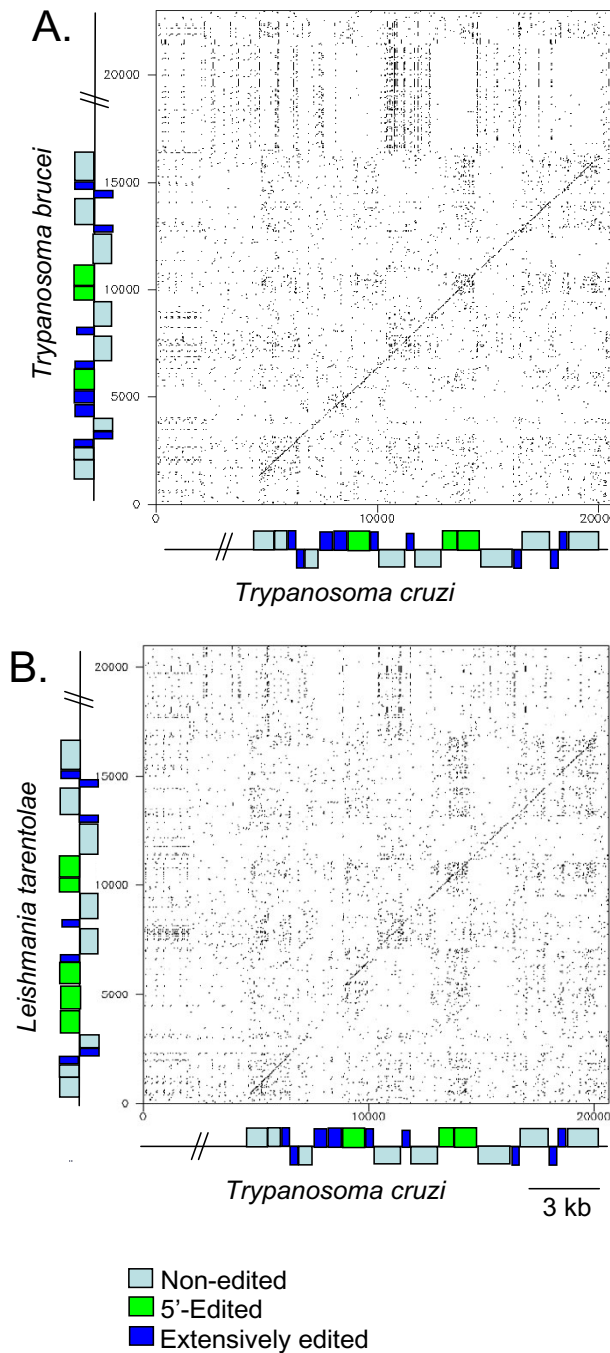 A.
Trypanosoma brucei
20000
15000
10000
5000
0
0
10000
20000
Trypanosoma cruzi
B.
Leishmania tarentolae
20000
15000
10000
5000
0
0
10000
20000
Trypanosoma cruzi
3 kb
Non-edited
5'-Edited
Extensively edited